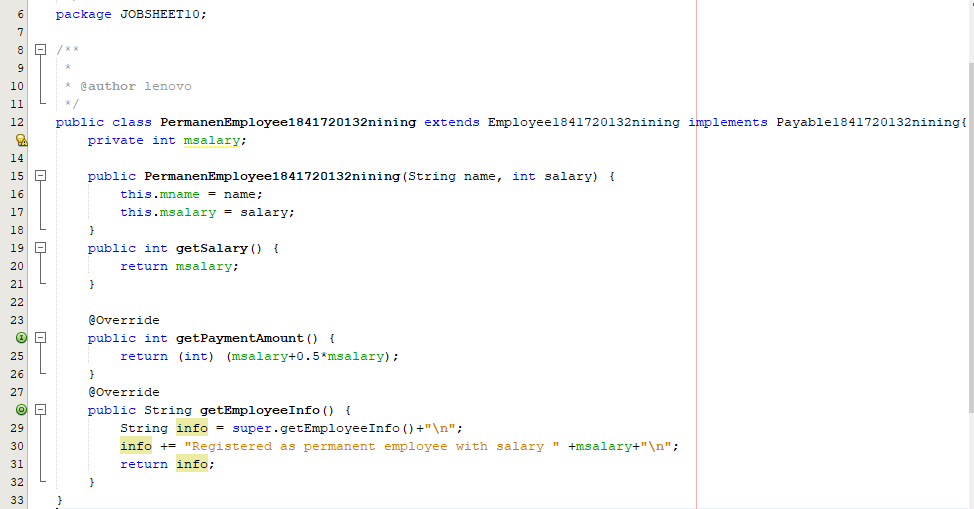 6 package JOBSHEET10;
7
8 /**
9 *
10 * @author lenovo
11 */
12 public class PermanenEmployee1841720132nining extends Employee1841720132nining implements Payable1841720132nining{
private int msalary;
14
15 public PermanenEmployee1841720132nining(String name, int salary) {
16 this.mname = name;
17 this.msalary = salary;
18 }
19 public int getSalary() {
20 return msalary;
21 }
22
23 @Override
public int getPaymentAmount() {
25 return (int) (msalary+0.5*msalary);
26 }
27 @Override
public String getEmployeeInfo() {
29 String info = super.getEmployeeInfo()+"\n";
30 info += "Registered as permanent employee with salary " +msalary+"\n";
31 return info;
32 }
33 }